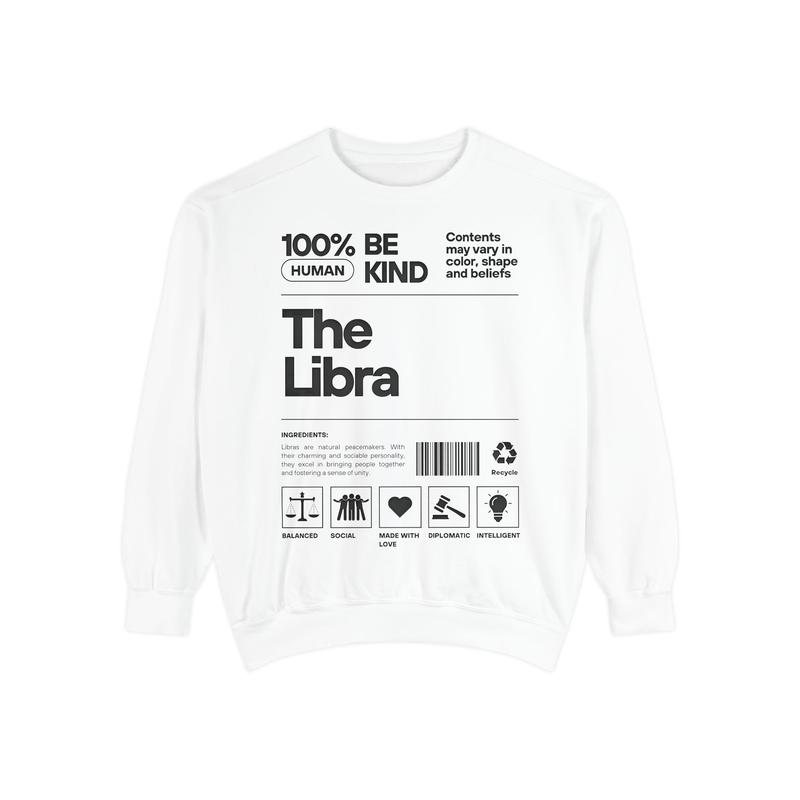 100% BE
HUMAN KIND
Contents
may vary in
color, shape
and beliefs
The
Libra
INGREDIENTS:
Libras are natural peacemakers. With
their charming and sociable personality,
they excel in bringing people together
and fostering a sense of unity.
Recycle
BALANCED
SOCIAL
MADE WITH
LOVE
DIPLOMATIC
INTELLIGENT